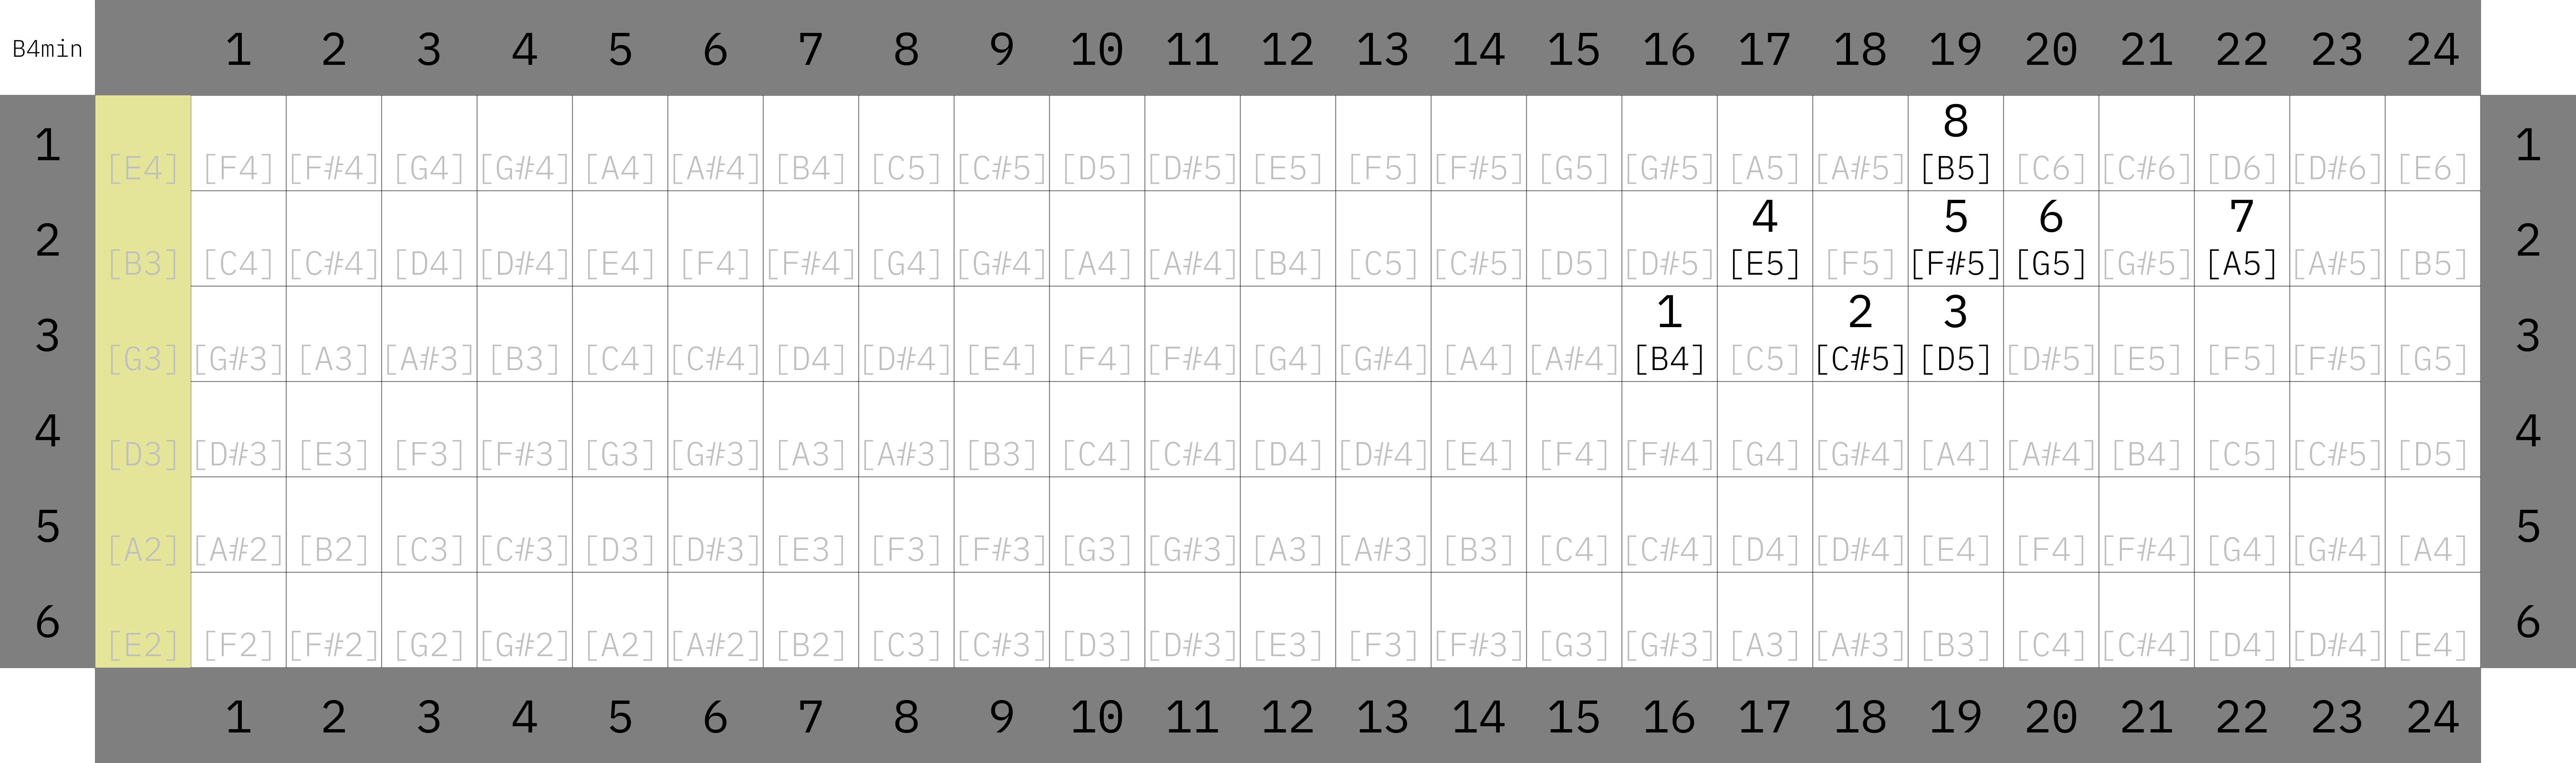 B4min 1 2 3 4 5 6 7 8 9 10 11 12 13 14 15 16 17 18 19 20 21 22 23 24
8
1 [E4] [F4] [F#4] [G4] [G#4] [A4] [A#4] [B4] [C5] [C#5] [D5] [D#5] [E5] [F5] [F#5] [G5] [G#5] [A5] [A#5] [B5] [C6] [C#6] [D6] [D#6] [E6] 1
4 5 6 7
2 [B3] [C4] [C#4] [D4] [D#4] [E4] [F4] [F#4] [G4] [G#4] [A4] [A#4] [B4] [C5] [C#5] [D5] [D#5] [E5] [F5] [F#5] [G5] [G#5] [A5] [A#5] [B5] 2
1 2 3
3 [G3] [G#3] [A3] [A#3] [B3] [C4] [C#4] [D4] [D#4] [E4] [F4] [F#4] [G4] [G#4] [A4] [A#4] [B4] [C5] [C#5] [D5] [D#5] [E5] [F5] [F#5] [G5] 3
4 [D3] [D#3] [E3] [F3] [F#3] [G3] [G#3] [A3] [A#3] [B3] [C4] [C#4] [D4] [D#4] [E4] [F4] [F#4] [G4] [G#4] [A4] [A#4] [B4] [C5] [C#5] [D5] 4
5 [A2] [A#2] [B2] [C3] [C#3] [D3] [D#3] [E3] [F3] [F#3] [G3] [G#3] [A3] [A#3] [B3] [C4] [C#4] [D4] [D#4] [E4] [F4] [F#4] [G4] [G#4] [A4] 5
6 [E2] [F2] [F#2] [G2] [G#2] [A2] [A#2] [B2] [C3] [C#3] [D3] [D#3] [E3] [F3] [F#3] [G3] [G#3] [A3] [A#3] [B3] [C4] [C#4] [D4] [D#4] [E4] 6
1 2 3 4 5 6 7 8 9 10 11 12 13 14 15 16 17 18 19 20 21 22 23 24